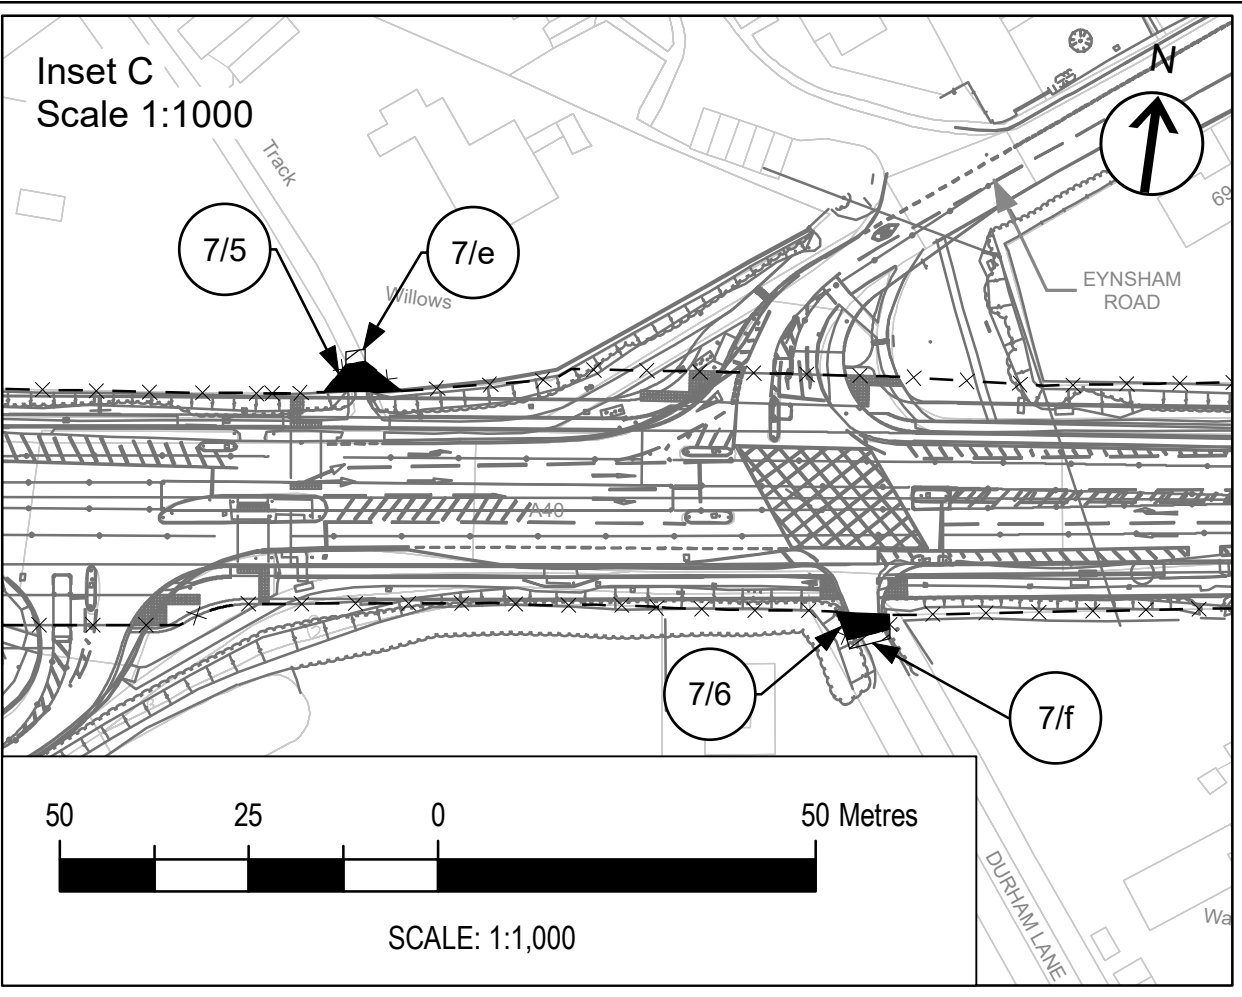 Inset C
Scale 1:1000
N
Track
7/5
7/e
Willows
69
EYNSHAM
ROAD
A40
7/6
7/f
50 25 0 50 Metres
SCALE: 1:1,000
DURHAM LANE
Wa